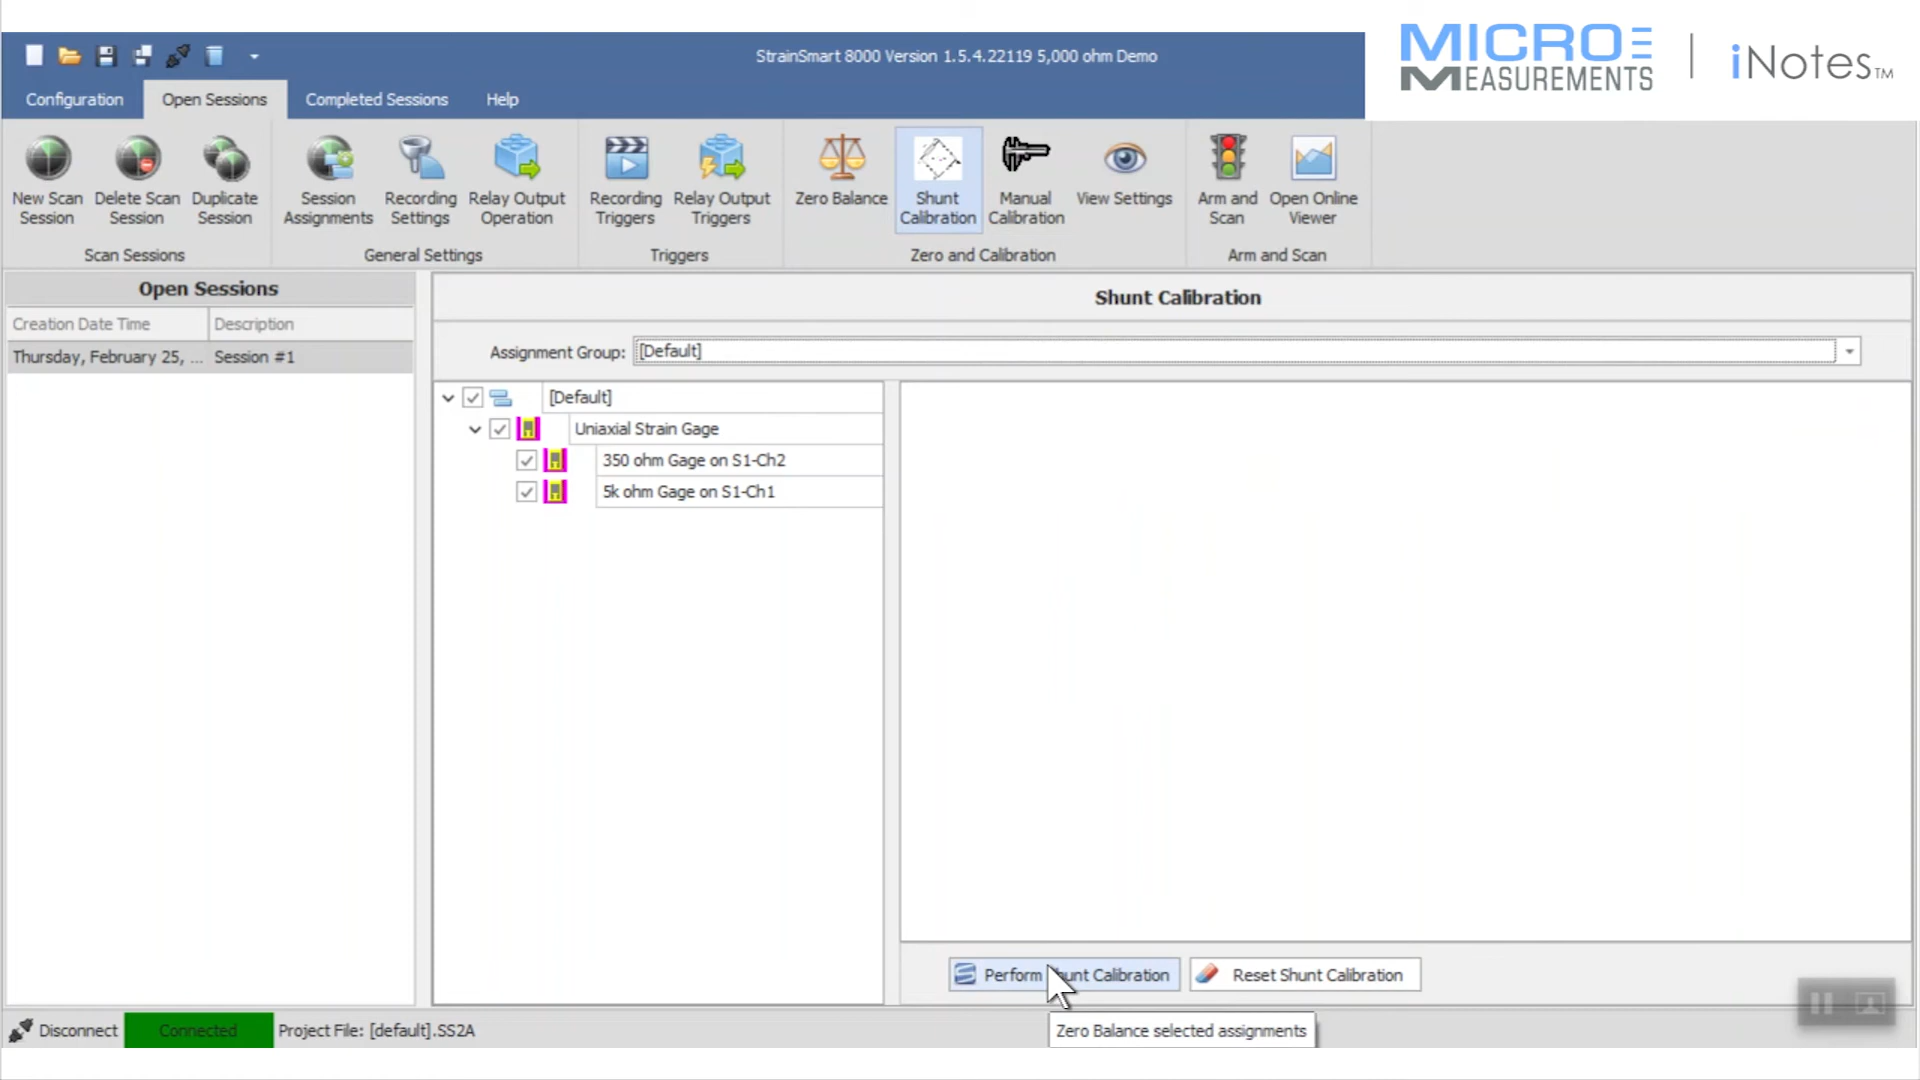 StrainSmart 8000 Version 1.5.4.22119 5,000 ohm Demo
MICRO MEASUREMENTS | iNotes™
Configuration Open Sessions Completed Sessions Help
New Scan Session
Delete Scan Session
Duplicate Session
Scan Sessions
Session Assignments
Recording Settings
Relay Output Operation
General Settings
Recording Triggers
Relay Output Triggers
Triggers
Zero Balance
Shunt Calibration
Manual Calibration
View Settings
Zero and Calibration
Arm and Scan
Open Online Viewer
Arm and Scan
Open Sessions
Creation Date Time Description
Thursday, February 25, ... Session #1
Shunt Calibration
Assignment Group: [Default]
[Default]
Uniaxial Strain Gage
350 ohm Gage on S1-Ch2
5k ohm Gage on S1-Ch1
Perform Shunt Calibration
Reset Shunt Calibration
Zero Balance selected assignments
Disconnect Connected Project File: [default].SS2A